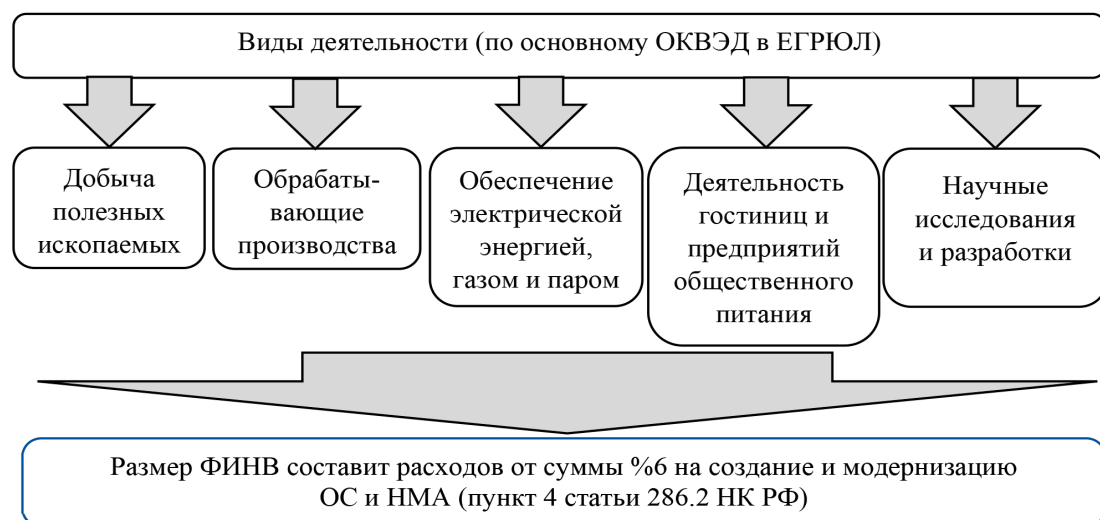 Виды деятельности (по основному ОКВЭД в ЕГРЮЛ)
Добыча
полезных
ископаемых
Обрабаты-
вающие
производства
Обеспечение
электрической
энергией,
газом и паром
Деятельность
гостиниц и
предприятий
общественного
питания
Научные
исследования
и разработки
Размер ФИНВ составит расходов от суммы %6 на создание и модернизацию
ОС и НМА (пункт 4 статьи 286.2 НК РФ)